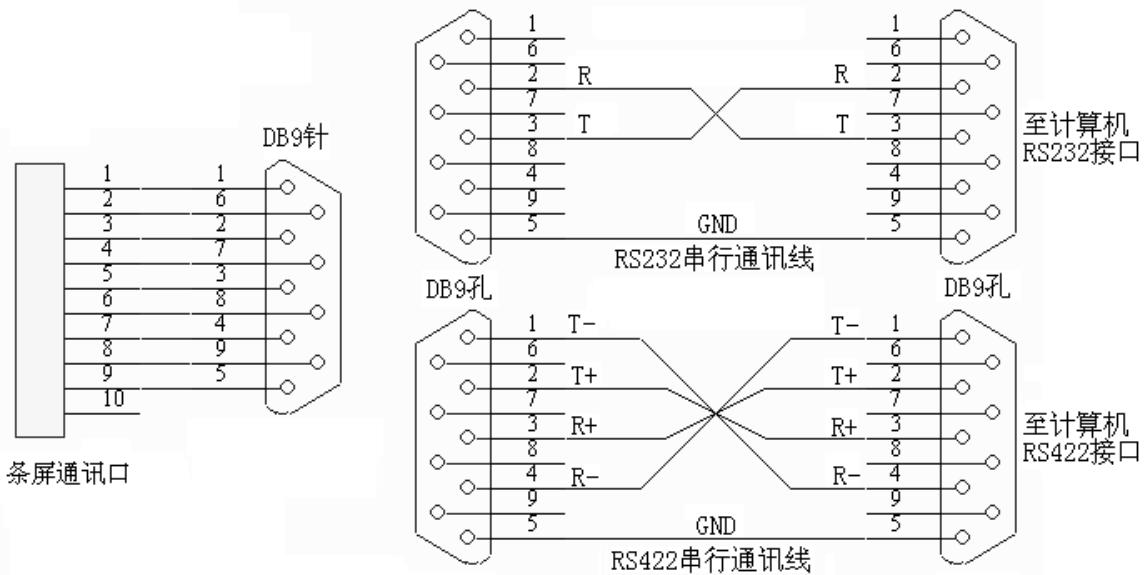 条屏通讯口
DB9针
1 1
2 6
3 2
4 7
5 3
6 8
7 4
8 9
9 5
10
1 1
6 6
2 R R 2
7 7
3 T T 3
8 8
4 4
9 9
5 GND 5
RS232串行通讯线
至计算机
RS232接口
DB9孔
DB9孔
1 T- T- 1
6 6
2 T+ T+ 2
7 7
3 R+ R+ 3
8 8
4 R- R- 4
9 9
5 GND 5
RS422串行通讯线
至计算机
RS422接口